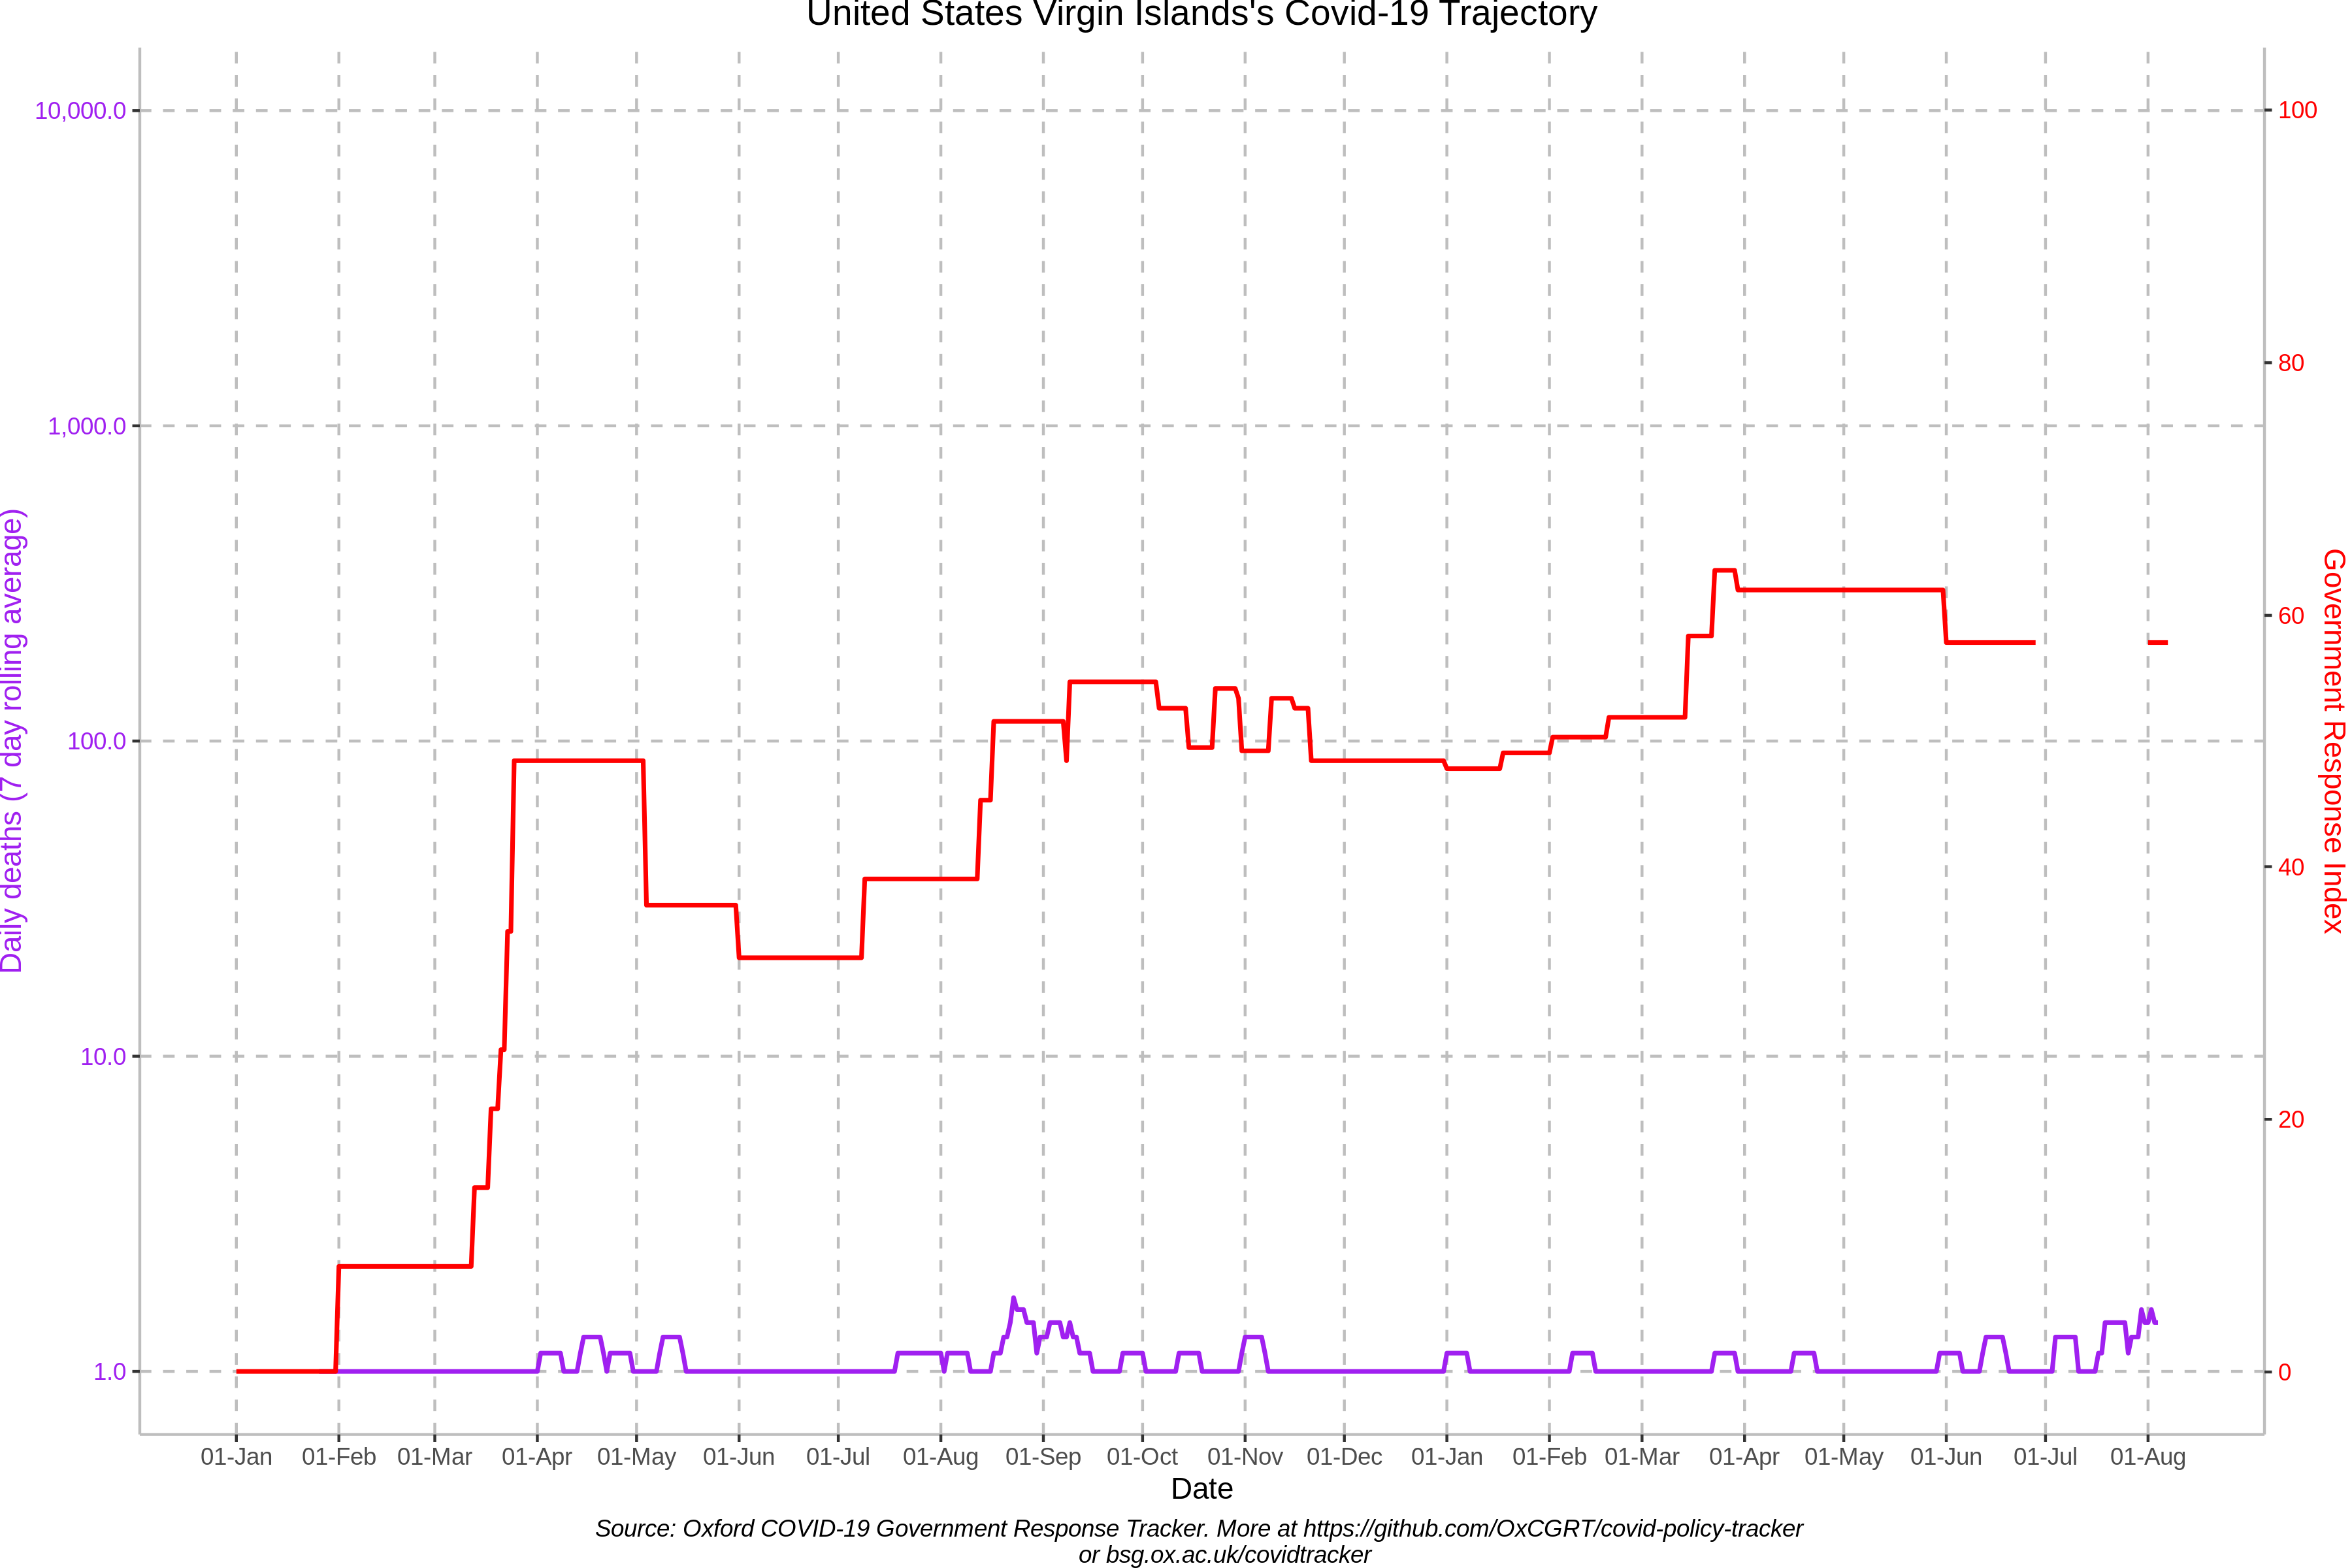 United States Virgin Islands's Covid-19 Trajectory
10,000.0
1,000.0
100.0
10.0
1.0
Daily deaths (7 day rolling average)
100
80
60
40
20
0
Government Response Index
01-Jan 01-Feb 01-Mar 01-Apr 01-May 01-Jun 01-Jul 01-Aug 01-Sep 01-Oct 01-Nov 01-Dec 01-Jan 01-Feb 01-Mar 01-Apr 01-May 01-Jun 01-Jul 01-Aug
Date
Source: Oxford COVID-19 Government Response Tracker. More at https://github.com/OxCGRT/covid-policy-tracker
or bsg.ox.ac.uk/covidtracker